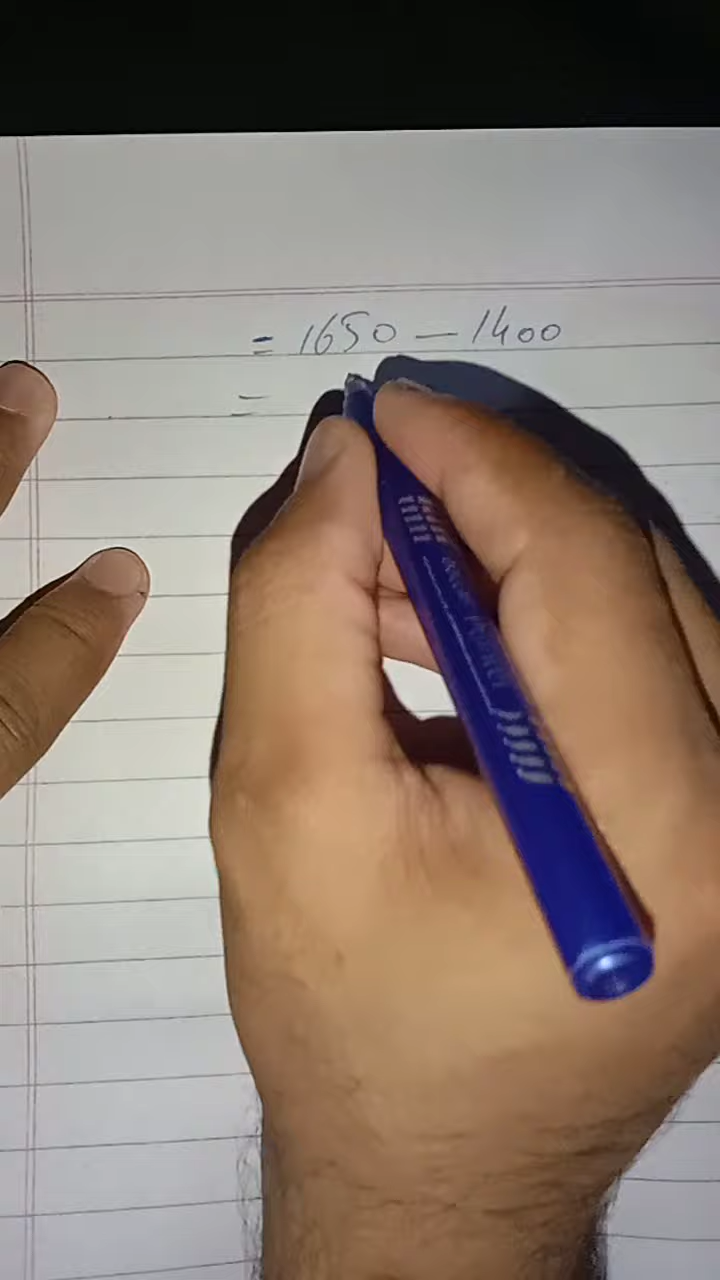 = 1650 — 1400
=